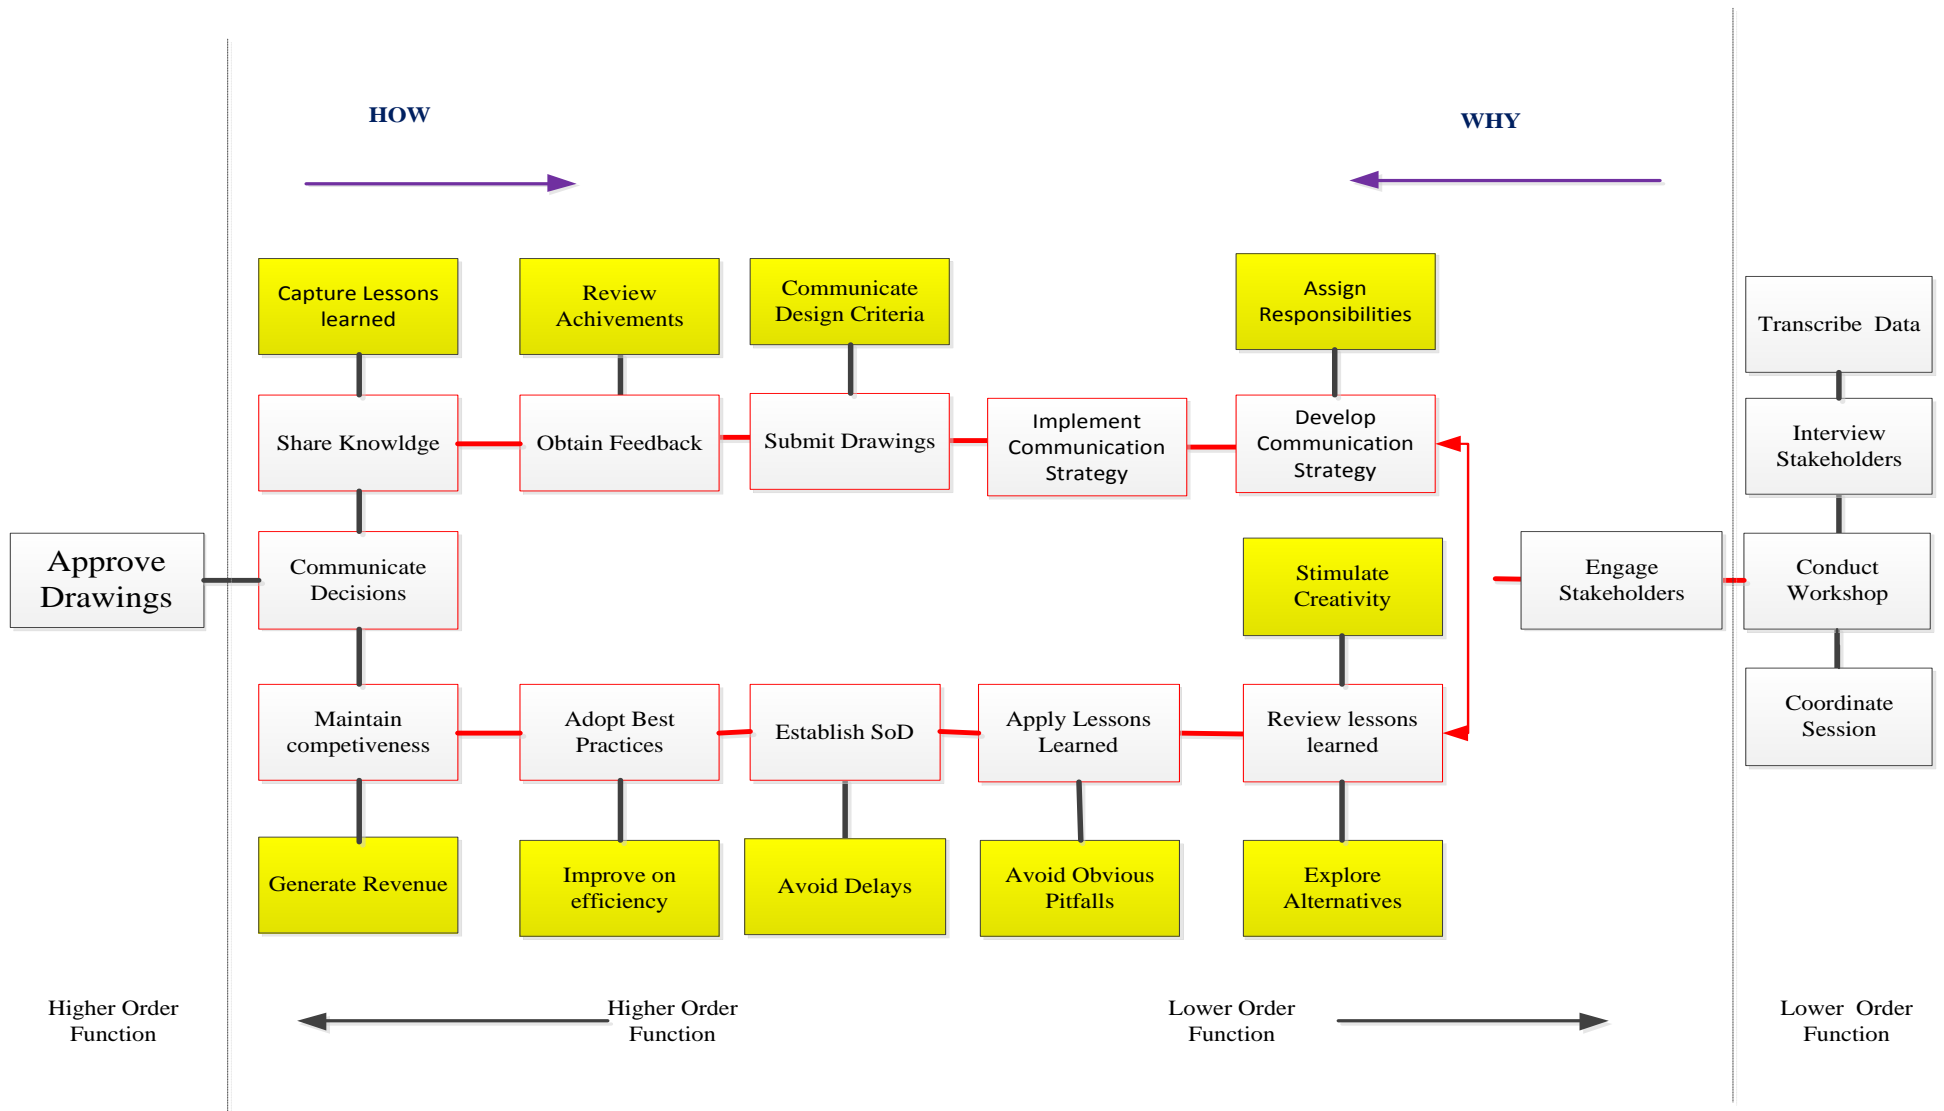 HOW
WHY
Capture Lessons
learned
Review
Achivements
Communicate
Design Criteria
Assign
Responsibilities
Transcribe  Data
Share Knowldge
Obtain Feedback
Submit Drawings
Implement
Communication
Strategy
Develop
Communication
Strategy
Interview
Stakeholders
Approve
Drawings
Communicate
Decisions
Stimulate
Creativity
Engage
Stakeholders
Conduct
Workshop
Maintain
competiveness
Adopt Best
Practices
Establish SoD
Apply Lessons
Learned
Review lessons
learned
Coordinate
Session
Generate Revenue
Improve on
efficiency
Avoid Delays
Avoid Obvious
Pitfalls
Explore
Alternatives
Higher Order
Function
Higher Order
Function
Lower Order
Function
Lower  Order
Function